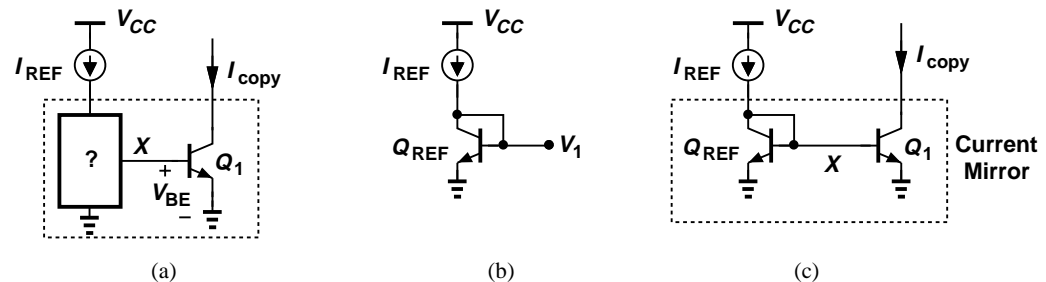 V_CC
I_REF
I_copy
?
X
+
V_BE
–
Q_1
(a)
V_CC
I_REF
Q_REF
V_1
(b)
V_CC
I_REF
I_copy
Q_REF
X
Q_1
Current
Mirror
(c)